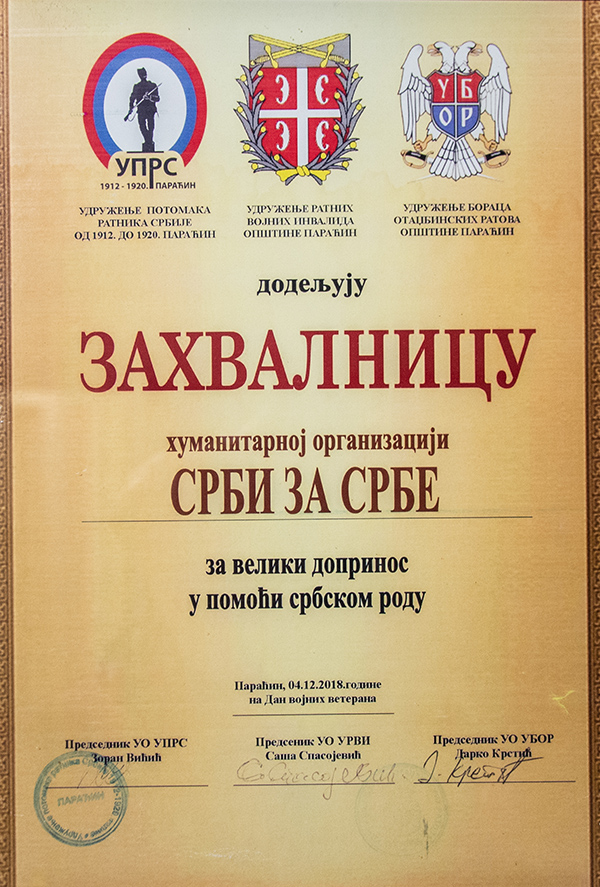 УПРС
1912 - 1920. ПАРАЋИН
УДРУЖЕЊЕ ПОТОМАКА
РАТНИКА СРБИЈЕ
ОД 1912. ДО 1920. ПАРАЋИН
УДРУЖЕЊЕ РАТНИХ
ВОЈНИХ ИНВАЛИДА
ОПШТИНЕ ПАРАЋИН
У Б
О Р
УДРУЖЕЊЕ БОРАЦА
ОТАЏБИНСКИХ РАТОВА
ОПШТИНЕ ПАРАЋИН
додељују
ЗАХВАЛНИЦУ
хуманитарној организацији
СРБИ ЗА СРБЕ
за велики допринос
у помоћи србском роду
Параћин, 04.12.2018.године
на Дан војних ветерана
Председник УО УПРС
Зоран Вићић
Предсеник УО УРВИ
Саша Спасојевић
Председник УО УБОР
Дарко Крстић
ПАРАЋИН